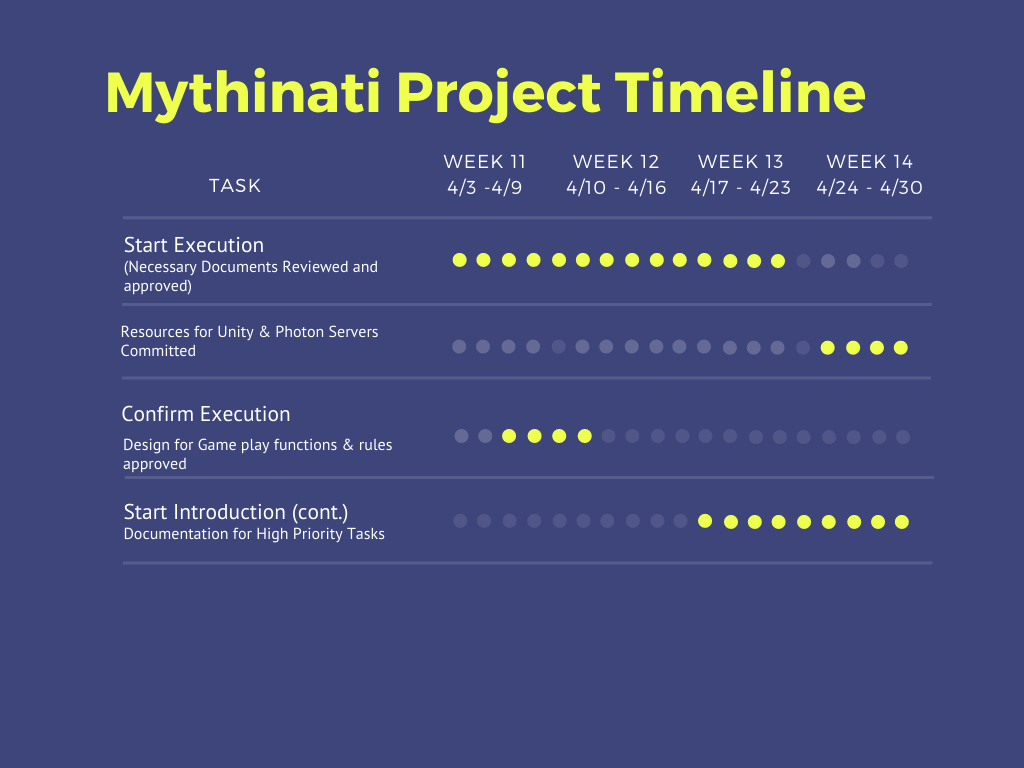 Mythinati Project Timeline
TASK
WEEK 11
4/3 -4/9
WEEK 12
4/10 - 4/16
WEEK 13
4/17 - 4/23
WEEK 14
4/24 - 4/30
Start Execution
(Necessary Documents Reviewed and
approved)
Resources for Unity & Photon Servers
Committed
Confirm Execution
Design for Game play functions & rules
approved
Start Introduction (cont.)
Documentation for High Priority Tasks